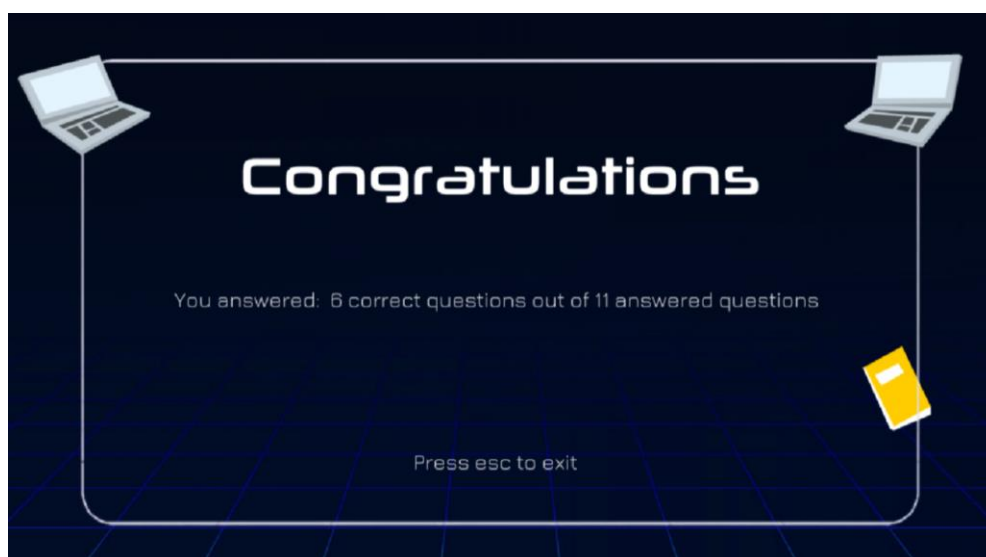 Congratulations
You answered: 6 correct questions out of 11 answered questions
Press esc to exit